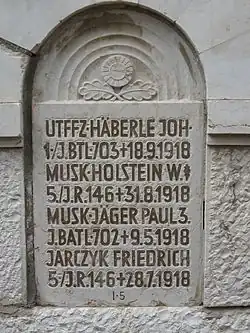 UTFFZ·HÄBERLE JOH·
1·/J.BTL·703+18.9.1918
MUSK·HOLSTEIN W.
5./J.R.146+31.8.1918
MUSK·JÄGER PAUL 3.
J.BATL·702+9.5.1918
JARCZYK FRIEDRICH
5/J.R.146+28.7.1918
1·5